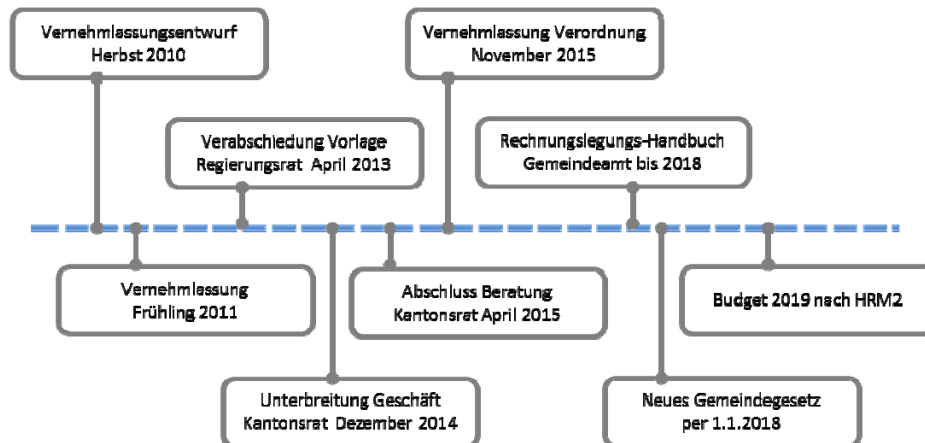 Vernehmlassungsentwurf
Herbst 2010
Vernehmlassung Verordnung
November 2015
Verabschiedung Vorlage
Regierungsrat April 2013
Rechnungslegungs-Handbuch
Gemeindeamt bis 2018
Vernehmlassung
Frühling 2011
Abschluss Beratung
Kantonsrat April 2015
Budget 2019 nach HRM2
Unterbreitung Geschäft
Kantonsrat Dezember 2014
Neues Gemeindegesetz
per 1.1.2018